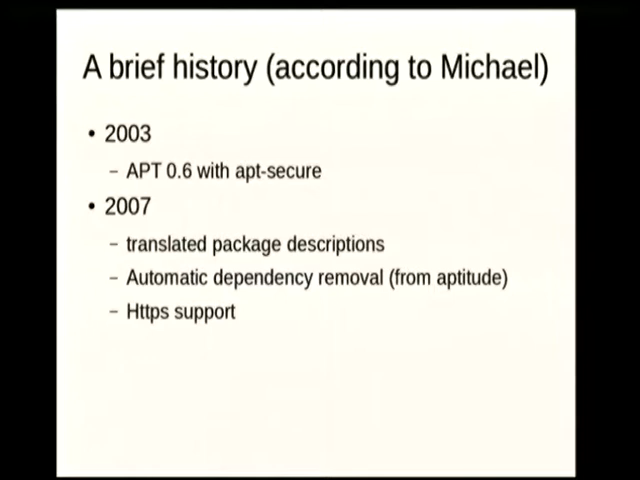 A brief history (according to Michael)
• 2003
– APT 0.6 with apt-secure
• 2007
– translated package descriptions
– Automatic dependency removal (from aptitude)
– Https support